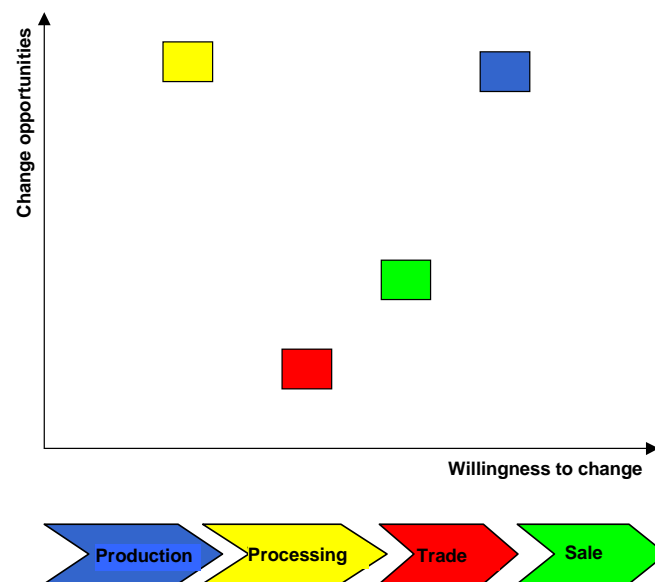 Change opportunities
Willingness to change
Production
Processing
Trade
Sale